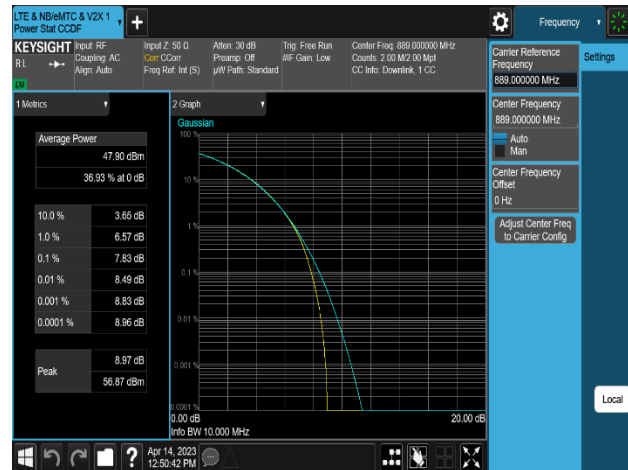 LTE & NB/eMTC & V2X 1
Power Stat CCDF
+
Frequency
KEYSIGHT
RL
LXI
Input: RF
Coupling: AC
Align: Auto
Input Z: 50 Ω
Corr CCorr
Freq Ref: Int (S)
Atten: 30 dB
Preamp: Off
µW Path: Standard
Trig: Free Run
#IF Gain: Low
Center Freq: 889.000000 MHz
Counts: 2.00 M/2.00 Mpt
CC Info: Downlink, 1 CC
1 Metrics
Average Power
47.90 dBm
36.93 % at 0 dB
10.0 % 3.65 dB
1.0 % 6.57 dB
0.1 % 7.83 dB
0.01 % 8.49 dB
0.001 % 8.83 dB
0.0001 % 8.96 dB
Peak
8.97 dB
56.87 dBm
2 Graph
Gaussian
100 %
10 %
1 %
0.1 %
0.01 %
0.001 %
0.0001 %
0.00 dB 20.00 dB
Info BW 10.000 MHz
Carrier Reference
Frequency
889.000000 MHz
Center Frequency
889.000000 MHz
Auto
Man
Center Frequency
Offset
0 Hz
Adjust Center Freq
to Carrier Config
Settings
Local
?
Apr 14, 2023
12:50:42 PM